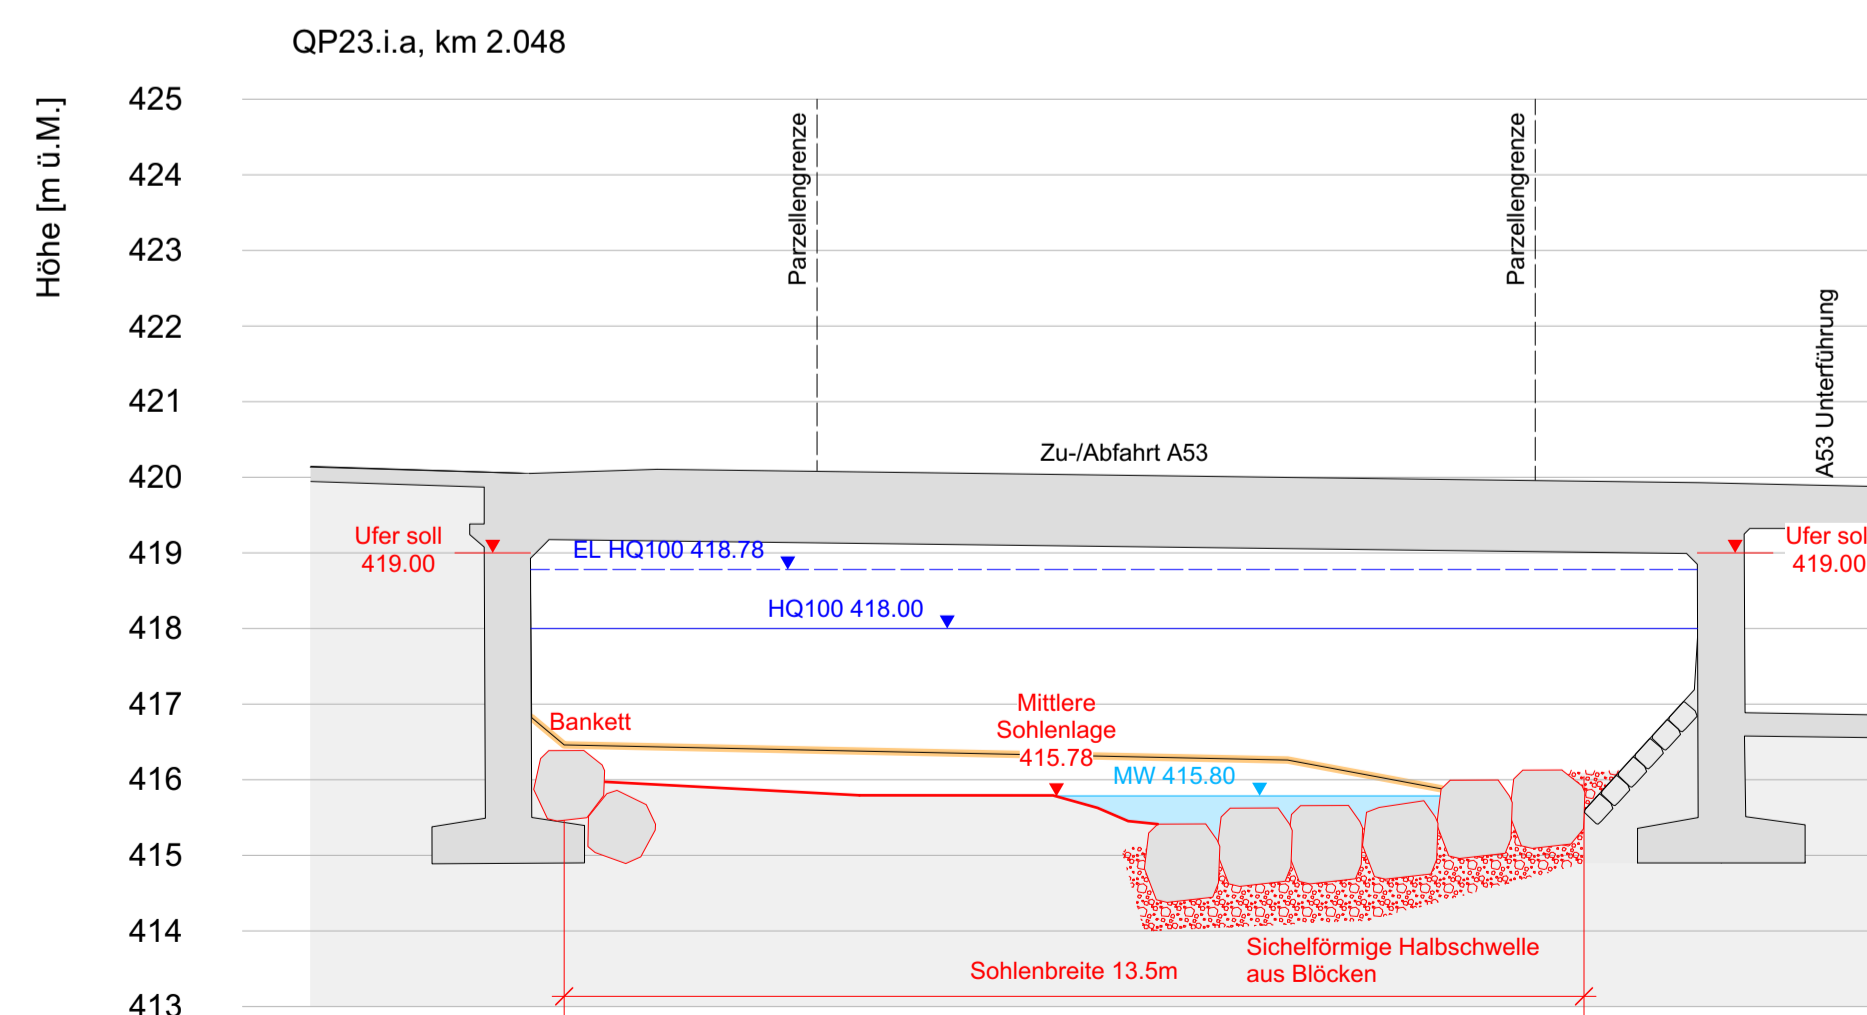 QP23.i.a, km 2.048
Höhe [m ü.M.]
425
424
423
422
421
420
419
418
417
416
415
414
413
Parzellengrenze
Parzellengrenze
A53 Unterführung
Zu-/Abfahrt A53
Ufer soll
419.00
EL HQ100 418.78
Ufer sol
419.00
HQ100 418.00
Bankett
Mittlere
Sohlenlage
415.78
MW 415.80
Sichelförmige Halbschwelle
aus Blöcken
Sohlenbreite 13.5m